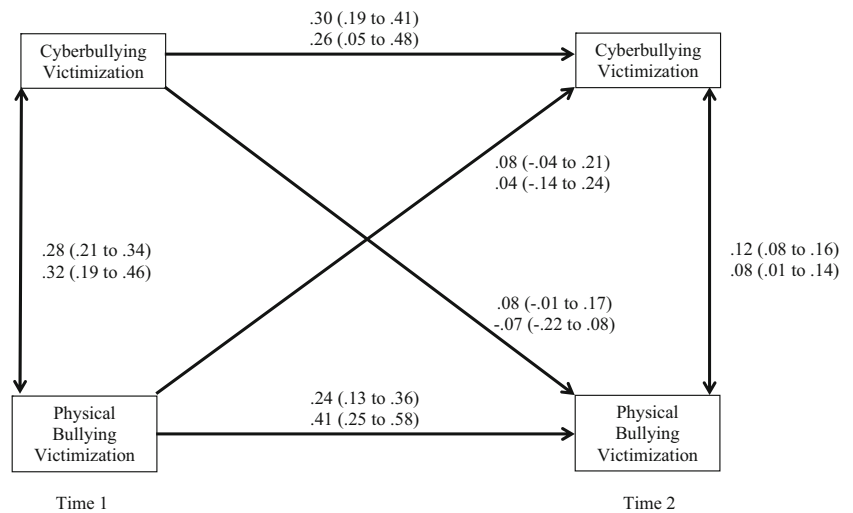 .30 (.19 to .41)
.26 (.05 to .48)
Cyberbullying
Victimization
Cyberbullying
Victimization
.08 (-.04 to .21)
.04 (-.14 to .24)
.28 (.21 to .34)
.32 (.19 to .46)
.12 (.08 to .16)
.08 (.01 to .14)
.08 (-.01 to .17)
-.07 (-.22 to .08)
Physical
Bullying
Victimization
.24 (.13 to .36)
.41 (.25 to .58)
Physical
Bullying
Victimization
Time 1
Time 2